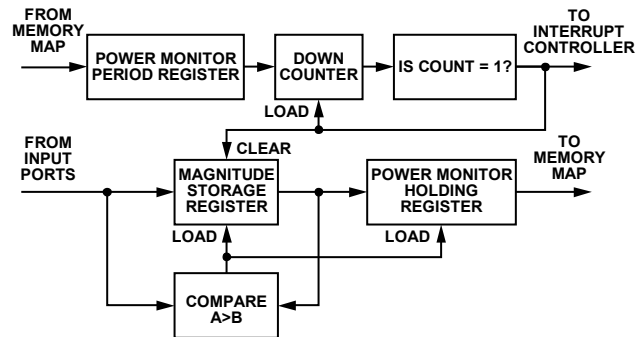 FROM
MEMORY
MAP
POWER MONITOR
PERIOD REGISTER
DOWN
COUNTER
IS COUNT = 1?
TO
INTERRUPT
CONTROLLER
LOAD
FROM
INPUT
PORTS
CLEAR
MAGNITUDE
STORAGE
REGISTER
POWER MONITOR
HOLDING
REGISTER
TO
MEMORY
MAP
LOAD
LOAD
COMPARE
A>B